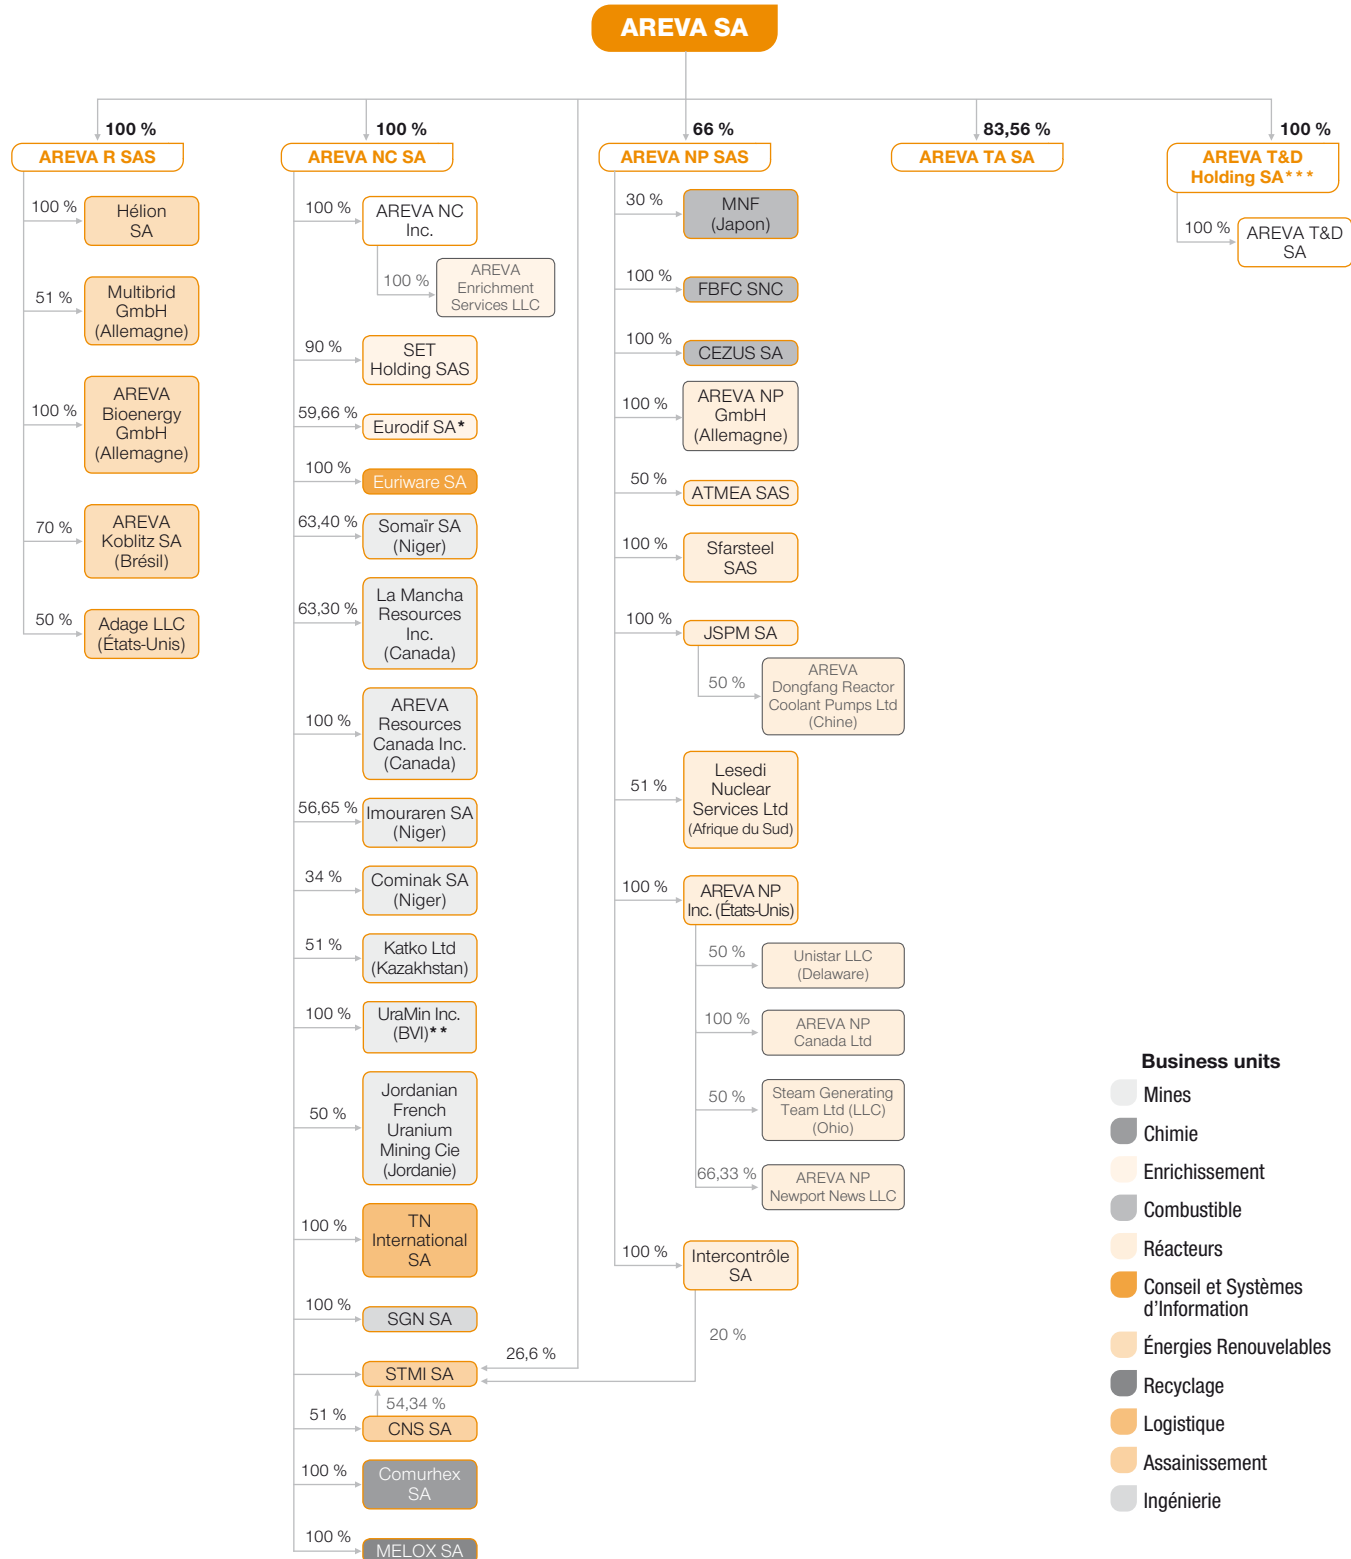 AREVA SA
100 %
AREVA R SAS
100 %
Hélion
SA
51 %
Multibrid
GmbH
(Allemagne)
100 %
AREVA
Bioenergy
GmbH
(Allemagne)
70 %
AREVA
Koblitz SA
(Brésil)
50 %
Adage LLC
(États-Unis)
100 %
AREVA NC SA
100 %
AREVA NC
Inc.
100 %
AREVA
Enrichment
Services LLC
90 %
SET
Holding SAS
59,66 %
Eurodif SA*
100 %
Euriware SA
63,40 %
Somaïr SA
(Niger)
63,30 %
La Mancha
Resources
Inc.
(Canada)
100 %
AREVA
Resources
Canada Inc.
(Canada)
56,65 %
Imouraren SA
(Niger)
34 %
Cominak SA
(Niger)
51 %
Katko Ltd
(Kazakhstan)
100 %
UraMin Inc.
(BVI)**
50 %
Jordanian
French
Uranium
Mining Cie
(Jordanie)
100 %
TN
International
SA
100 %
SGN SA
26,6 %
STMI SA
54,34 %
51 %
CNS SA
100 %
Comurhex
SA
100 %
MELOX SA
66 %
AREVA NP SAS
30 %
MNF
(Japon)
100 %
FBFC SNC
100 %
CEZUS SA
100 %
AREVA NP
GmbH
(Allemagne)
50 %
ATMEA SAS
100 %
Sfarsteel
SAS
100 %
JSPM SA
50 %
AREVA
Dongfang Reactor
Coolant Pumps Ltd
(Chine)
51 %
Lesedi
Nuclear
Services Ltd
(Afrique du Sud)
100 %
AREVA NP
Inc. (États-Unis)
50 %
Unistar LLC
(Delaware)
100 %
AREVA NP
Canada Ltd
50 %
Steam Generating
Team Ltd (LLC)
(Ohio)
66,33 %
AREVA NP
Newport News LLC
100 %
Intercontrôle
SA
20 %
83,56 %
AREVA TA SA
100 %
AREVA T&D
Holding SA***
100 %
AREVA T&D
SA
Business units
Mines
Chimie
Enrichissement
Combustible
Réacteurs
Conseil et Systèmes
d'Information
Énergies Renouvelables
Recyclage
Logistique
Assainissement
Ingénierie